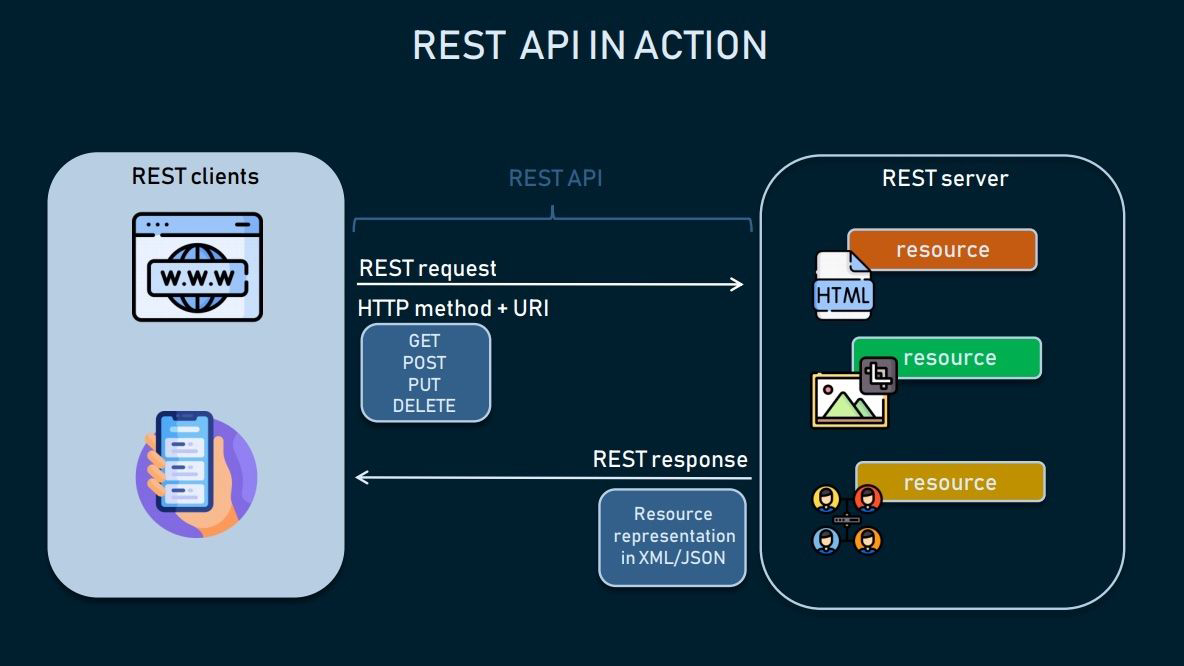 REST API IN ACTION
REST clients
W.W.W
REST API
REST request
HTTP method + URI
GET
POST
PUT
DELETE
REST response
Resource
representation
in XML/JSON
REST server
resource
HTML
resource
resource